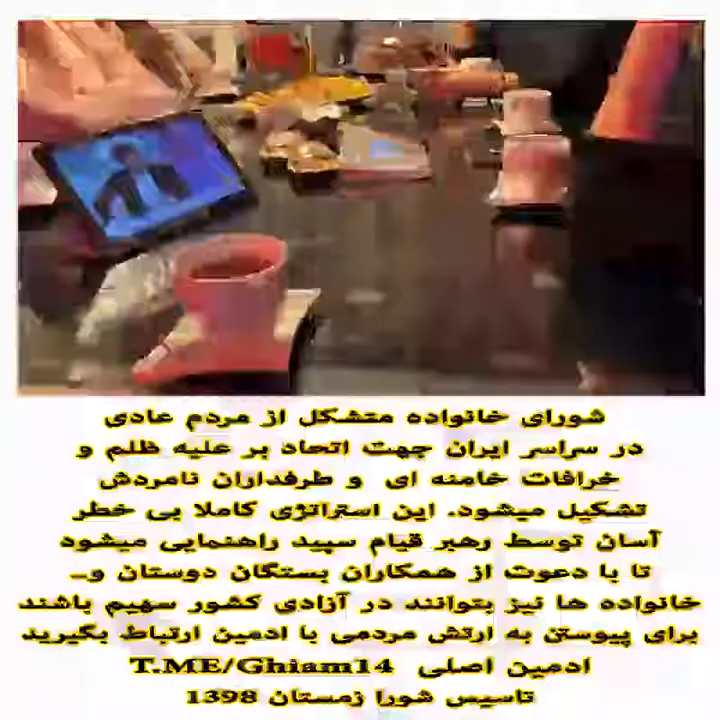 شورای خانواده متشکل از مردم عادی
در سراسر ایران جهت اتحاد بر علیه ظلم و
خرافات خامنه ای و طرفداران نامردش
تشکیل میشود. این استراتژی کاملا بی خطر
آسان توسط رهبر قیام سپید راهنمایی میشود
تا با دعوت از همکاران بستگان دوستان و_
خانواده ها نیز بتوانند در آزادی کشور سهیم باشند
برای پیوستن به ارتش مردمی با ادمین ارتباط بگیرید
ادمین اصلی T.ME/Ghiam14
تاسیس شورا زمستان 1398